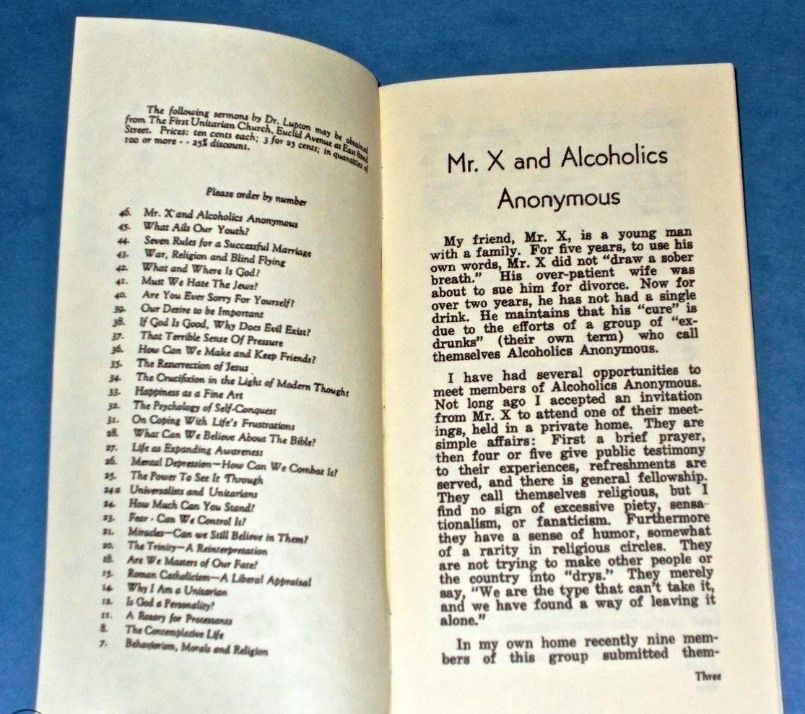 The following sermons by Dr. Lupton may be obtained
from The First Unitarian Church, Euclid Avenue at East 82nd
Street. Prices: ten cents each; 3 for 25 cents; in quantities of
100 or more - - 25% discount.
Please order by number
46. Mr. X and Alcoholics Anonymous
45. What Ails Our Youth?
44. Seven Rules for a Successful Marriage
43. War, Religion and Blind Flying
42. What and Where Is God?
41. Must We Hate The Jews?
40. Are You Ever Sorry For Yourself?
39. Our Desire to be Important
38. If God Is Good, Why Does Evil Exist?
37. That Terrible Sense Of Pressure
36. How Can We Make and Keep Friends?
35. The Resurrection of Jesus
34. The Crucifixion in the Light of Modern Thought
33. Happiness as a Fine Art
32. The Psychology of Self-Conquest
31. On Coping With Life's Frustrations
28. What Can We Believe About The Bible?
27. Life as Expanding Awareness
26. Mental Depression—How Can We Combat It?
25. The Power To See It Through
24a Universalists and Unitarians
24. How Much Can You Stand?
23. Fear - Can We Control It?
21. Miracles—Can we Still Believe in Them?
20. The Trinity—A Reinterpretation
18. Are We Masters of Our Fate?
15. Roman Catholicism—A Liberal Appraisal
14. Why I Am a Unitarian
12. Is God a Personality?
11. A Rosary for Protestants
8. The Contemplative Life
7. Behaviorism, Morals and Religion
Mr. X and Alcoholics
Anonymous
My friend, Mr. X, is a young man
with a family. For five years, to use his
own words, Mr. X did not "draw a sober
breath." His over-patient wife was
about to sue him for divorce. Now for
over two years, he has not had a single
drink. He maintains that his "cure" is
due to the efforts of a group of "ex-
drunks" (their own term) who call
themselves Alcoholics Anonymous.
I have had several opportunities to
meet members of Alcoholics Anonymous.
Not long ago I accepted an invitation
from Mr. X to attend one of their meet-
ings, held in a private home. They are
simple affairs: First a brief prayer,
then four or five give public testimony
to their experiences, refreshments are
served, and there is general fellowship.
They call themselves religious, but I
find no sign of excessive piety, sensa-
tionalism, or fanaticism. Furthermore
they have a sense of humor, somewhat
of a rarity in religious circles. They
are not trying to make other people or
the country into "drys." They merely
say, "We are the type that can't take it,
and we have found a way of leaving it
alone."
In my own home recently nine mem-
bers of this group submitted them-
Three